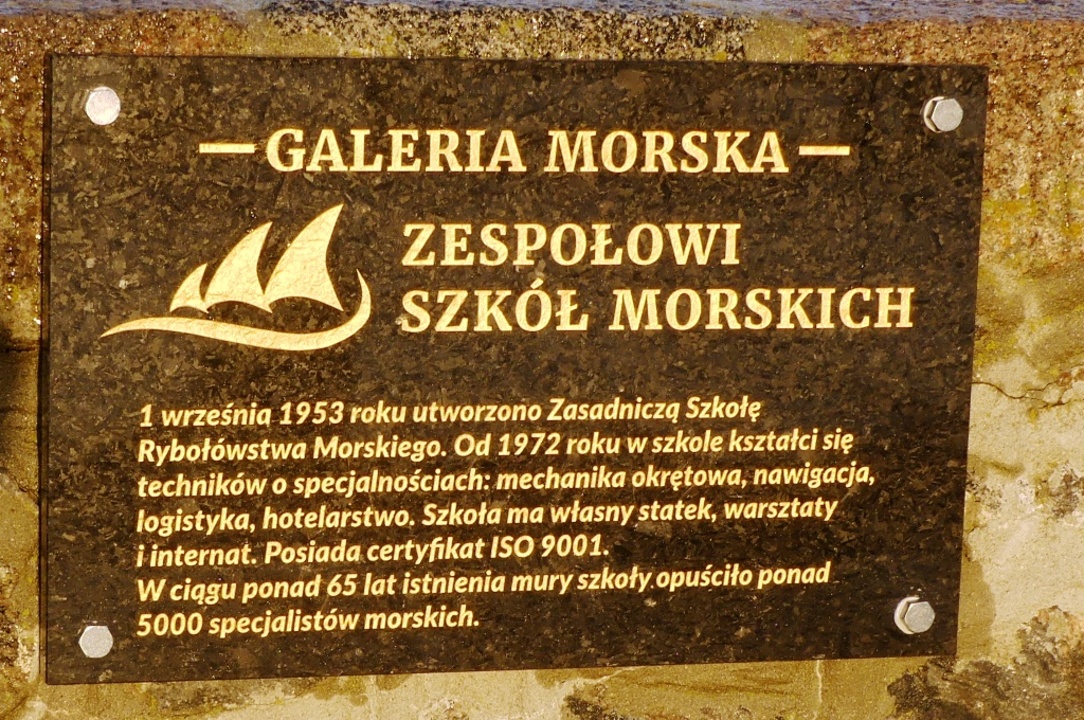 GALERIA MORSKA
ZESPOŁOWI
SZKÓŁ MORSKICH
1 września 1953 roku utworzono Zasadniczą Szkołę
Rybołówstwa Morskiego. Od 1972 roku w szkole kształci się
techników o specjalnościach: mechanika okrętowa, nawigacja,
logistyka, hotelarstwo. Szkoła ma własny statek, warsztaty
i internat. Posiada certyfikat ISO 9001.
W ciągu ponad 65 lat istnienia mury szkoły opuściło ponad
5000 specjalistów morskich.